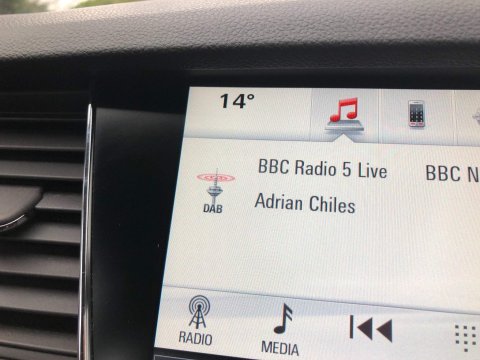 14°
BBC Radio 5 Live BBC N
DAB Adrian Chiles
RADIO MEDIA